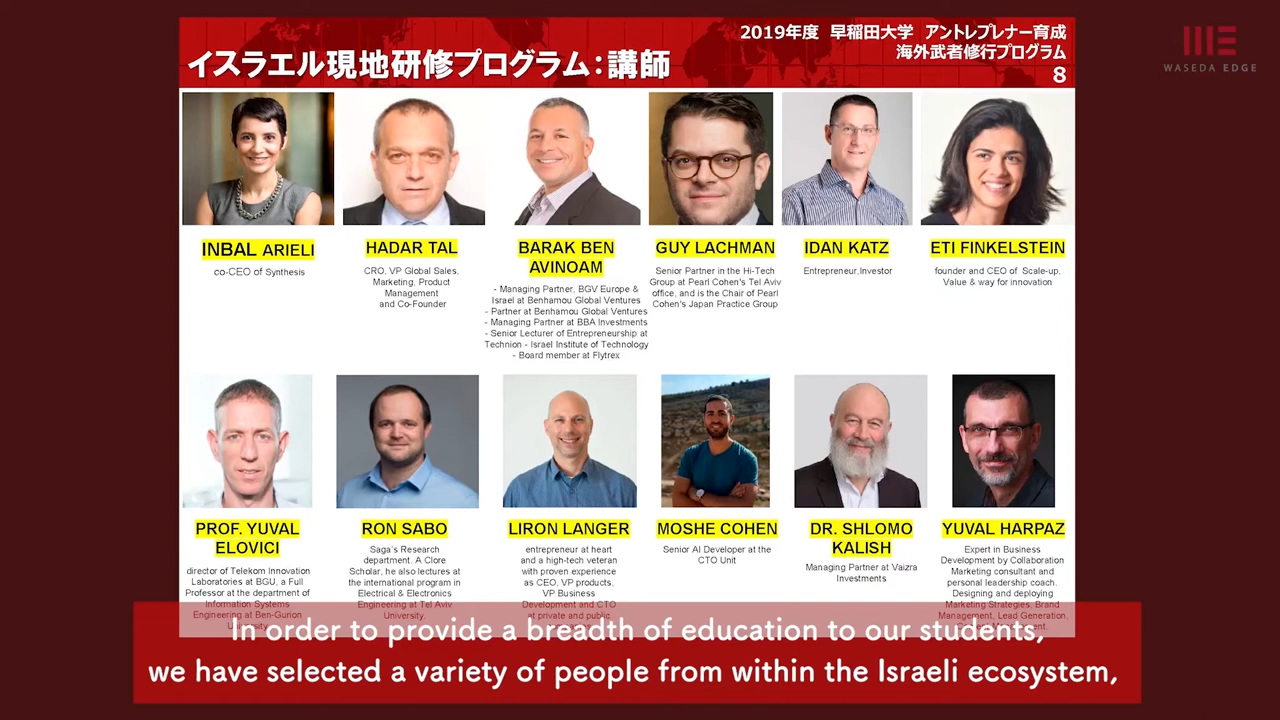 2019年度 早稲田大学 アントレプレナー育成
海外武者修行プログラム
8
イスラエル現地研修プログラム：講師
WASEDA EDGE
INBAL ARIELI
co-CEO of Synthesis
HADAR TAL
CRO, VP Global Sales,
Marketing, Product
Management
and Co-Founder
BARAK BEN
AVINOAM
- Managing Partner, BGV Europe &
Israel at Benhamou Global Ventures
- Partner at Benhamou Global Ventures
- Managing Partner at BBA Investments
- Senior Lecturer of Entrepreneurship at
Technion - Israel Institute of Technology
- Board member at Flytrex
GUY LACHMAN
Senior Partner in the Hi-Tech
Group at Pearl Cohen's Tel Aviv
office, and is the Chair of Pearl
Cohen's Japan Practice Group
IDAN KATZ
Entrepreneur,Investor
ETI FINKELSTEIN
founder and CEO of Scale-up,
Value & way for innovation
PROF. YUVAL
ELOVICI
director of Telekom Innovation
Laboratories at BGU, a Full
Professor at the department of
Information Systems
Engineering at Ben-Gurion
RON SABO
Saga's Research
department. A Clore
Scholar, he also lectures at
the international program in
Electrical & Electronics
Engineering at Tel Aviv
University.
LIRON LANGER
entrepreneur at heart
and a high-tech veteran
with proven experience
as CEO, VP products,
VP Business
Development and CTO
at private and public
MOSHE COHEN
Senior AI Developer at the
CTO Unit
DR. SHLOMO
KALISH
Managing Partner at Vaizra
Investments
YUVAL HARPAZ
Expert in Business
Development by Collaboration
Marketing consultant and
personal leadership coach.
Designing and deploying
Marketing Strategies, Brand
Management, Lead Generation,
In order to provide a breadth of education to our students,
we have selected a variety of people from within the Israeli ecosystem,